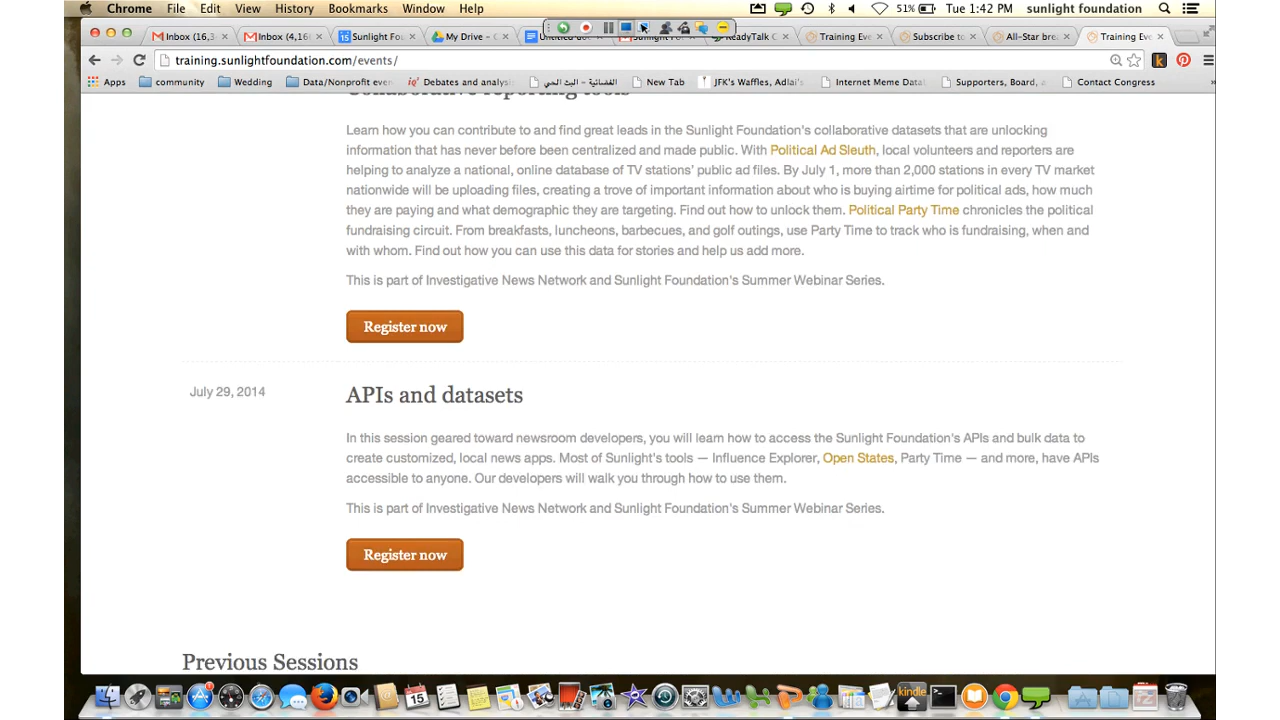 Chrome File Edit View History Bookmarks Window Help 51% Tue 1:42 PM sunlight foundation
Inbox (16,3 Inbox (4,16 Sunlight Fo My Drive - ReadyTalk C Training Eve Subscribe to All-Star bre Training Eve
training.sunlightfoundation.com/events/
Apps community Wedding Data/Nonprofit even Debates and analysi الفضائية - البث الحي New Tab JFK's Waffles, Adlai's Internet Meme Data Supporters, Board, a Contact Congress
Collaborative reporting tools
Learn how you can contribute to and find great leads in the Sunlight Foundation's collaborative datasets that are unlocking
information that has never before been centralized and made public. With Political Ad Sleuth, local volunteers and reporters are
helping to analyze a national, online database of TV stations' public ad files. By July 1, more than 2,000 stations in every TV market
nationwide will be uploading files, creating a trove of important information about who is buying airtime for political ads, how much
they are paying and what demographic they are targeting. Find out how to unlock them. Political Party Time chronicles the political
fundraising circuit. From breakfasts, luncheons, barbecues, and golf outings, use Party Time to track who is fundraising, when and
with whom. Find out how you can use this data for stories and help us add more.
This is part of Investigative News Network and Sunlight Foundation's Summer Webinar Series.
Register now
July 29, 2014
APIs and datasets
In this session geared toward newsroom developers, you will learn how to access the Sunlight Foundation's APIs and bulk data to
create customized, local news apps. Most of Sunlight's tools — Influence Explorer, Open States, Party Time — and more, have APIs
accessible to anyone. Our developers will walk you through how to use them.
This is part of Investigative News Network and Sunlight Foundation's Summer Webinar Series.
Register now
Previous Sessions
15 kindle